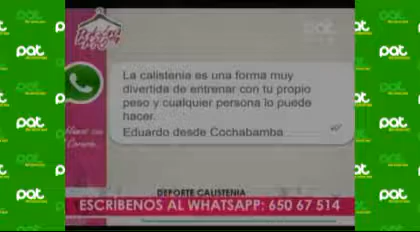 pat
La calistenia es una forma muy
divertida de entrenar con tu propio
peso y cualquier persona lo puede
hacer.
Eduardo desde Cochabamba
DEPORTE CALISTENIA
ESCRÍBENOS AL WHATSAPP: 650 67 514